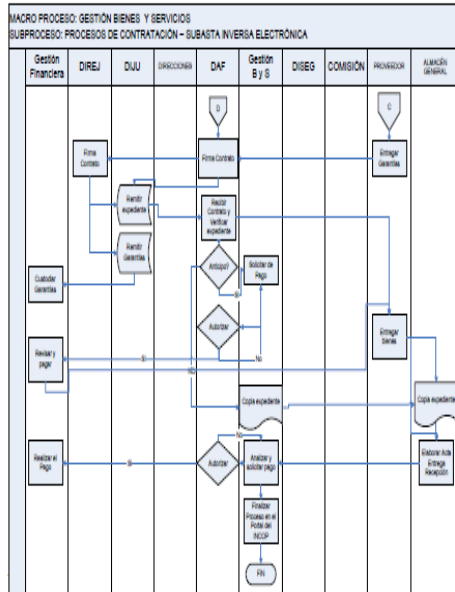 MACRO PROCESO: GESTIÓN BIENES Y SERVICIOS
SUBPROCESO: PROCESOS DE CONTRATACIÓN – SUBASTA INVERSA ELECTRÓNICA
Gestión
Financiera
DIREJ
DIJU
DIRECCIONES
DAF
Gestión
B y S
DISEG
COMISIÓN
PROVEEDOR
ALMACÉN
GENERAL
D
C
Firma
Contrato
Firma Contrato
Entregar
Garantías
Remitir
expediente
Recibir
Contrato y
Verificar
expediente
Remitir
Garantías
Anticipo?
Solicitar de
Pago
Custodiar
Garantías
Si
Autorizar
Entregar
bienes
Revisar y
pagar
Si
No
Copia expediente
Copia expediente
No
Realizar el
Pago
Si
Autorizar
Analizar y
solicitar pago
Elaborar Acta
Entrega
Recepción
Finalizar
Proceso en el
Portal del
INCOP
FIN